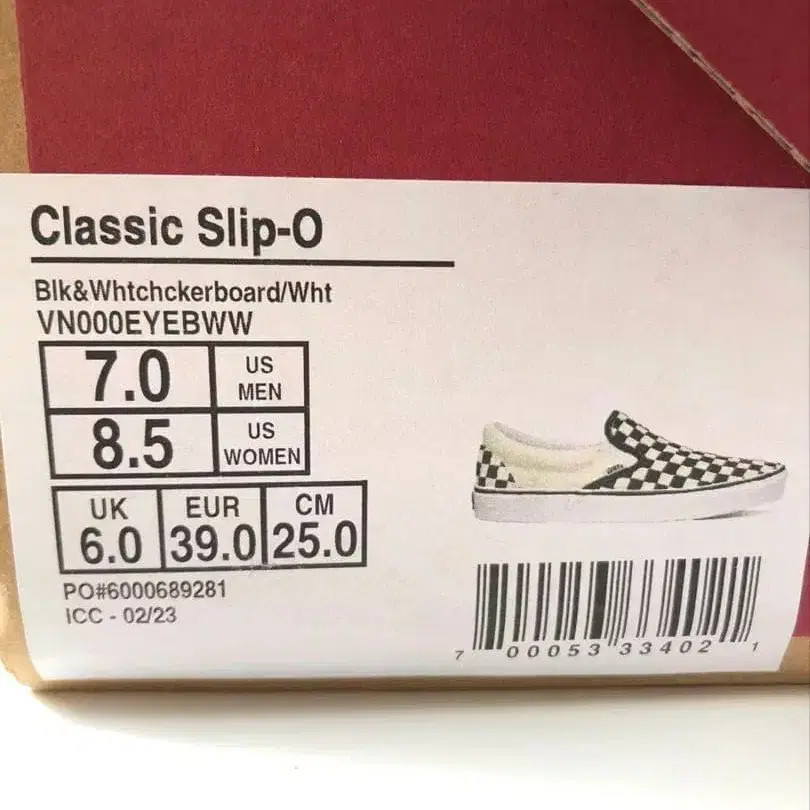 Classic Slip-O
Blk&Whtchckerboard/Wht
VN000EYEBWW
7.0 US MEN
8.5 US WOMEN
UK EUR CM
6.0 39.0 25.0
PO#6000689281
ICC - 02/23
7 00053 33402 1